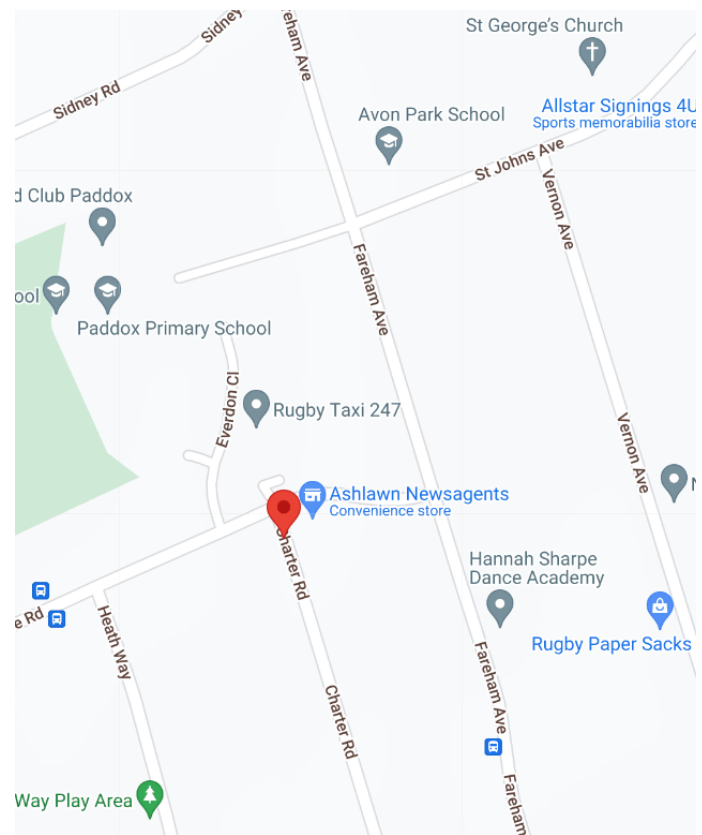 St George's Church
Sidney
Fareham Ave
Sidney Rd
Allstar Signings 4U
Sports memorabilia store
Avon Park School
St Johns Ave
d Club Paddox
Vernon Ave
Fareham Ave
ool
Paddox Primary School
Everdon Cl
Rugby Taxi 247
Vernon Ave
Ashlawn Newsagents
Convenience store
Charter Rd
Hannah Sharpe
Dance Academy
e Rd
Heath Way
Rugby Paper Sacks
Fareham Ave
Charter Rd
Way Play Area
Fareham